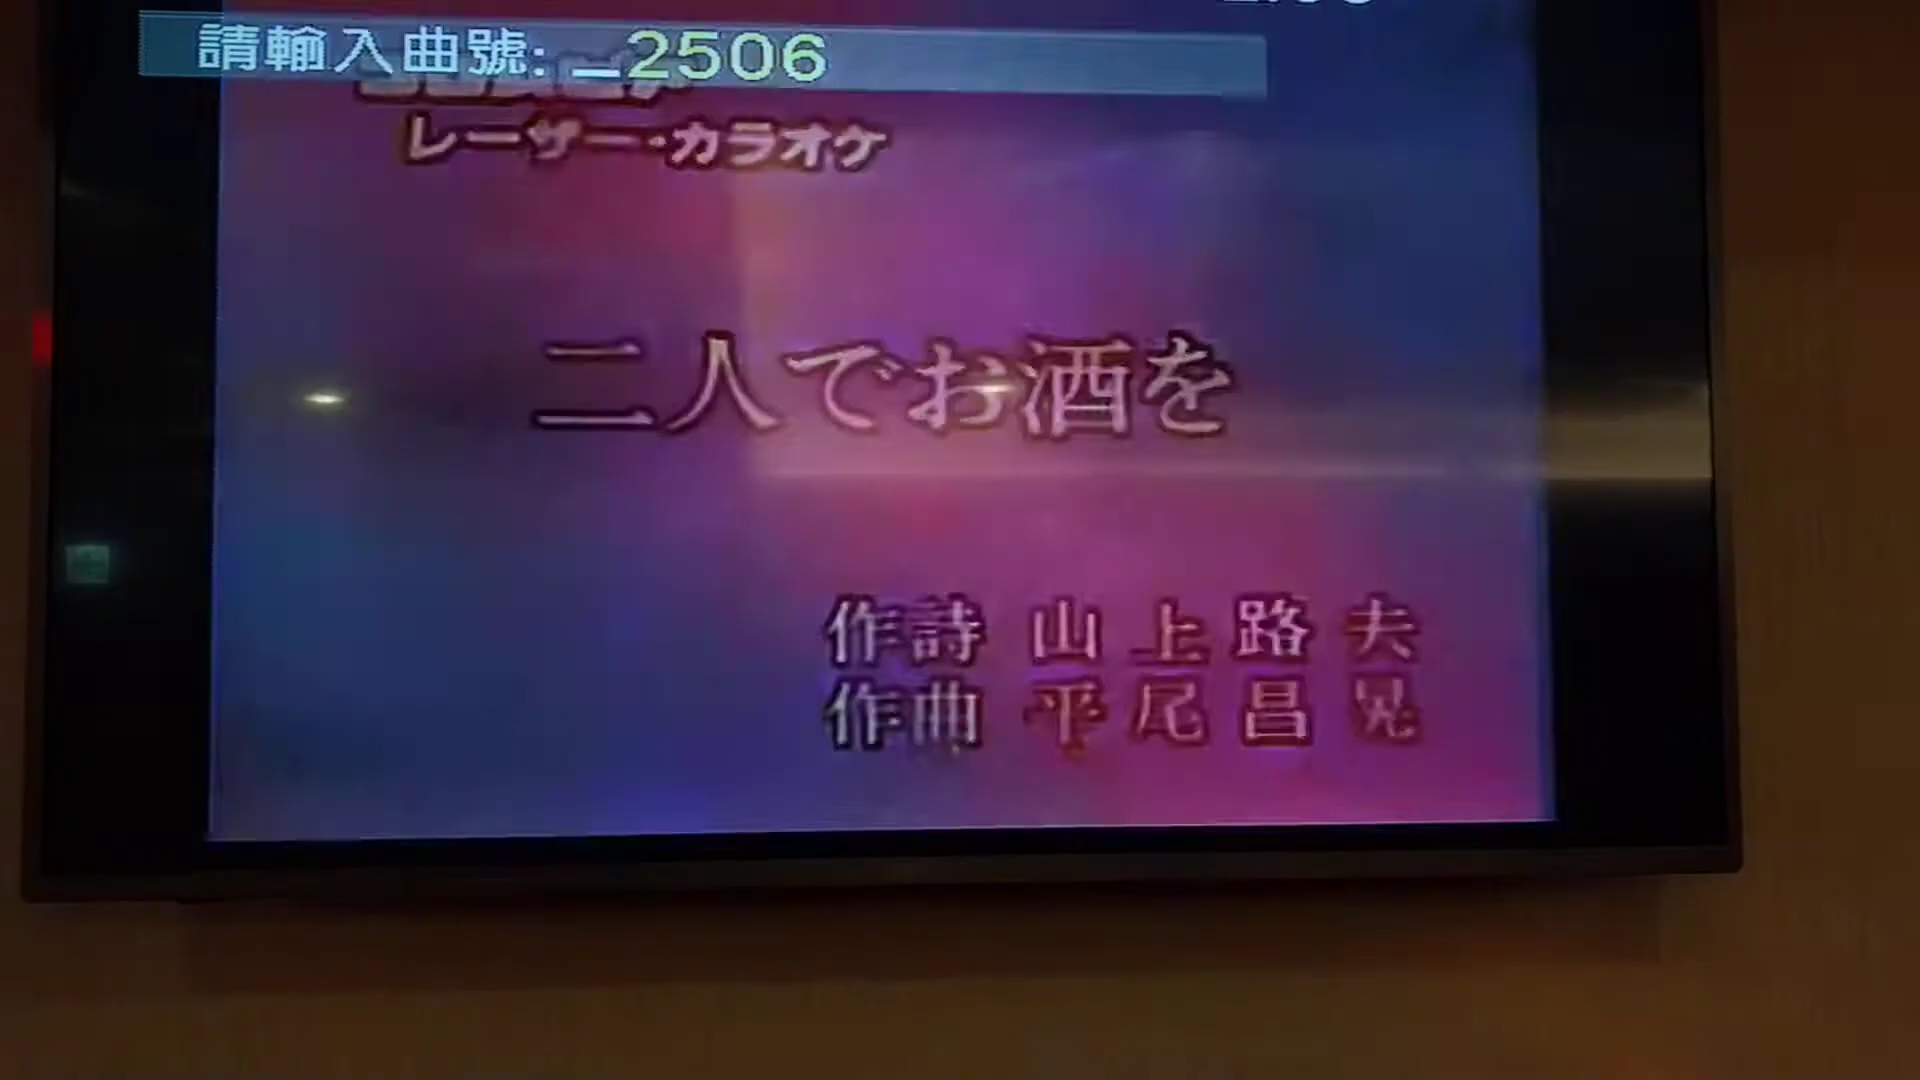 請輸入曲號: _2506
レーザー・カラオケ
二人でお酒を
作詩 山上路夫
作曲 平尾昌晃